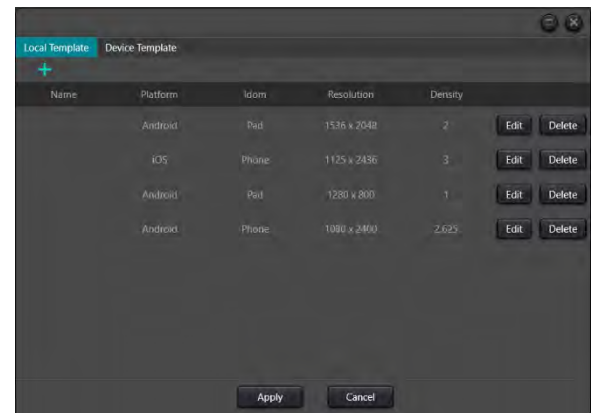 Local Template Device Template
+
Name Platform Idom Resolution Density
Android Pad 1536 x 2048 2 Edit Delete
iOS Phone 1125 x 2436 3 Edit Delete
Android Pad 1280 x 800 1 Edit Delete
Android Phone 1080 x 2400 2.625 Edit Delete
Apply Cancel